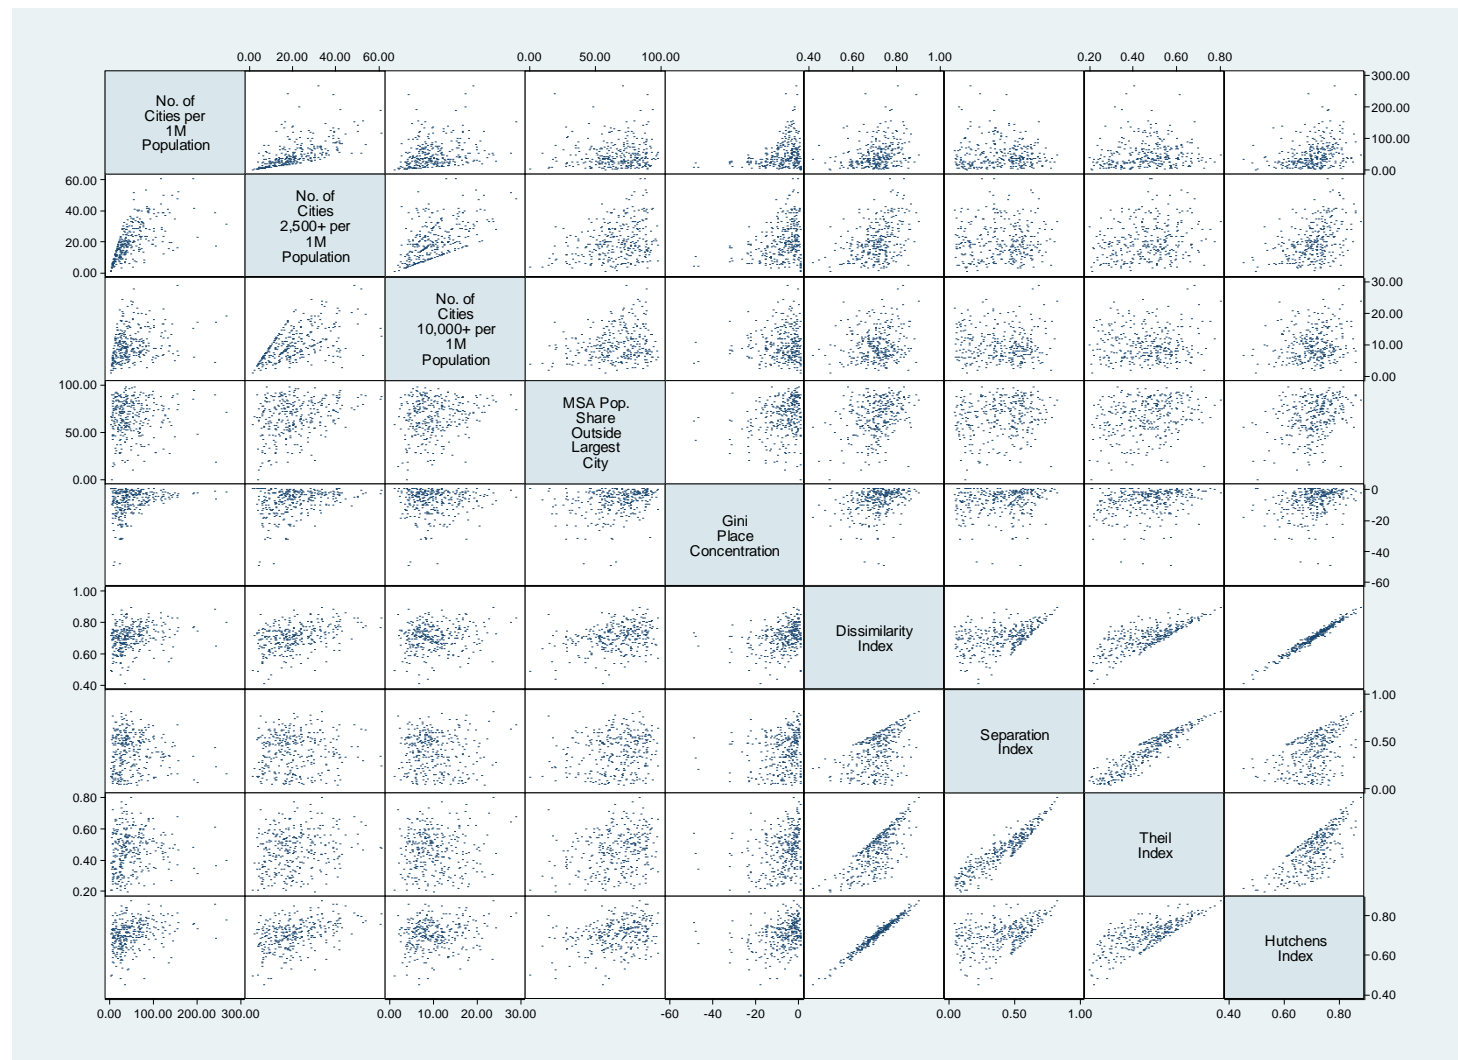 0.00 20.00 40.00 60.00 0.00 50.00 100.00 0.40 0.60 0.80 1.00 0.20 0.40 0.60 0.80
No. of
Cities per
1M
Population
300.00
200.00
100.00
0.00
60.00
40.00
20.00
0.00
No. of
Cities
2,500+ per
1M
Population
No. of
Cities
10,000+ per
1M
Population
30.00
20.00
10.00
0.00
100.00
50.00
0.00
MSA Pop.
Share
Outside
Largest
City
Gini
Place
Concentration
0
-20
-40
-60
1.00
0.80
0.60
0.40
Dissimilarity
Index
Separation
Index
1.00
0.50
0.00
0.80
0.60
0.40
0.20
Theil
Index
Hutchens
Index
0.80
0.60
0.40
0.00 100.00 200.00 300.00 0.00 10.00 20.00 30.00 -60 -40 -20 0 0.00 0.50 1.00 0.40 0.60 0.80